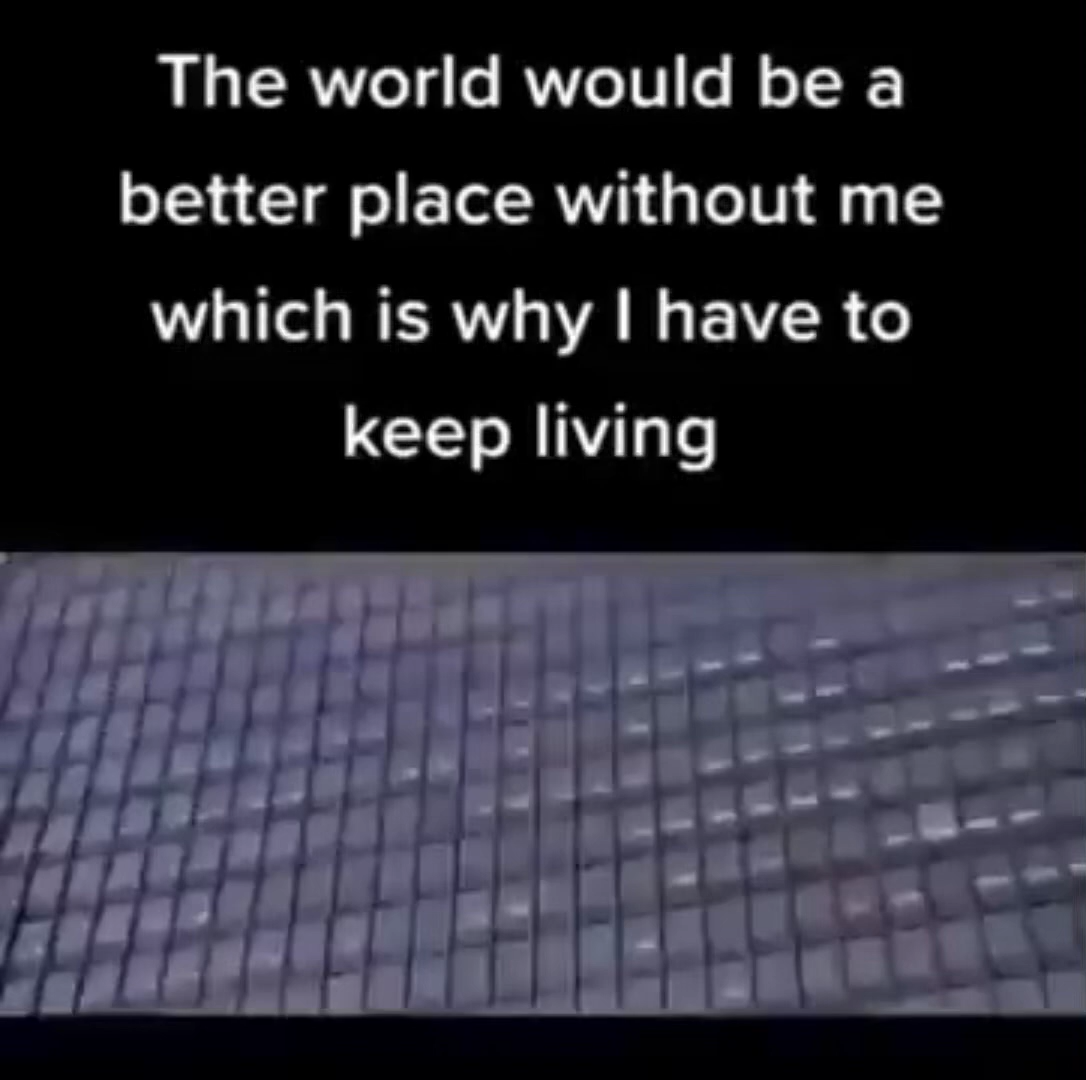 The world would be a
better place without me
which is why I have to
keep living